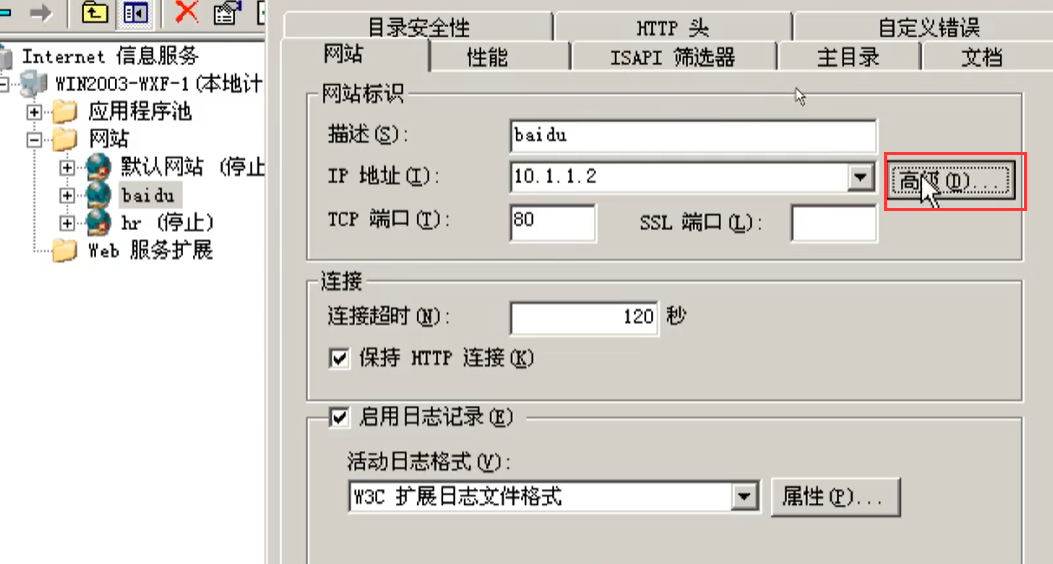 Internet 信息服务
WIN2003-WXF-1(本地计
应用程序池
网站
默认网站 (停止
baidu
hr (停止)
Web 服务扩展
目录安全性 HTTP 头 自定义错误
网站 性能 ISAPI 筛选器 主目录 文档
网站标识
描述(S): baidu
IP 地址(I): 10.1.1.2 高级(D)...
TCP 端口(T): 80 SSL 端口(L):
连接
连接超时(N): 120 秒
保持 HTTP 连接(K)
启用日志记录(E)
活动日志格式(V):
W3C 扩展日志文件格式 属性(P)...